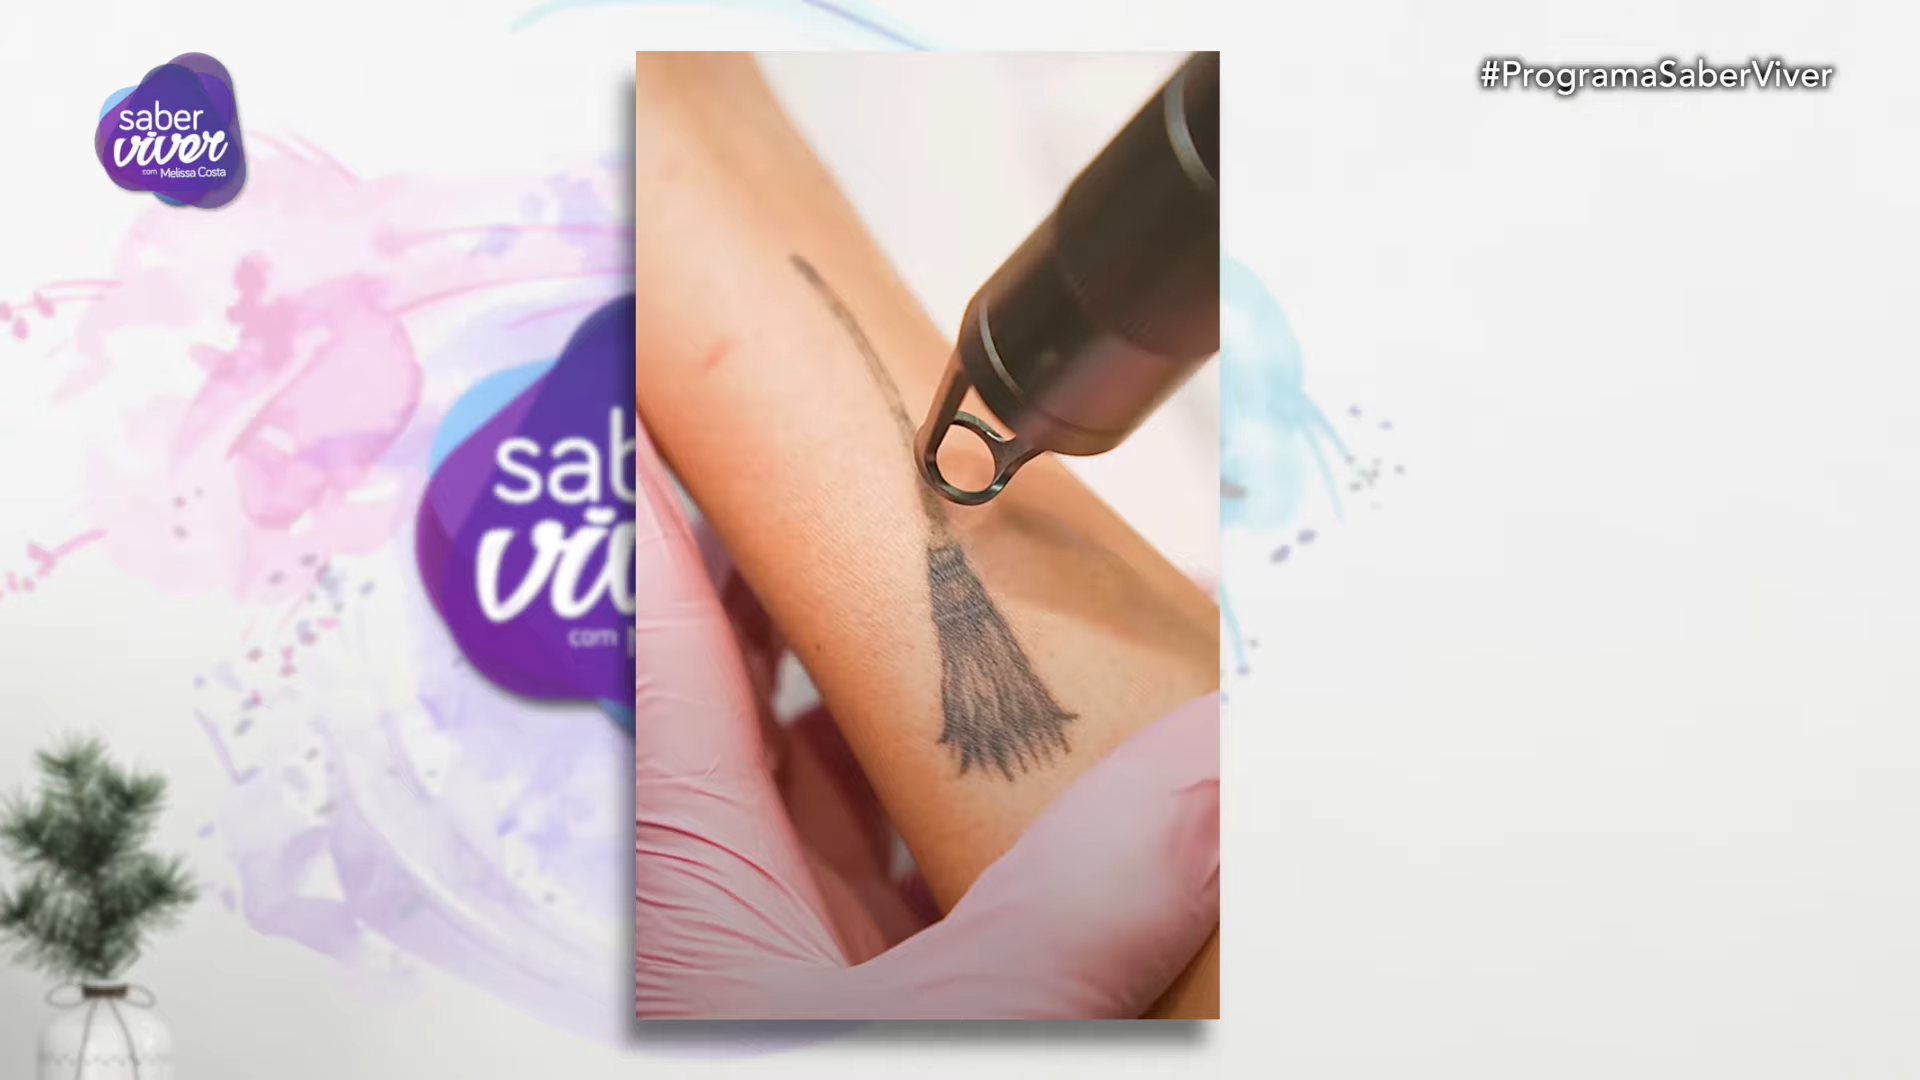 saber
viver
com Melissa Costa
#ProgramaSaberViver
sab
viv
com